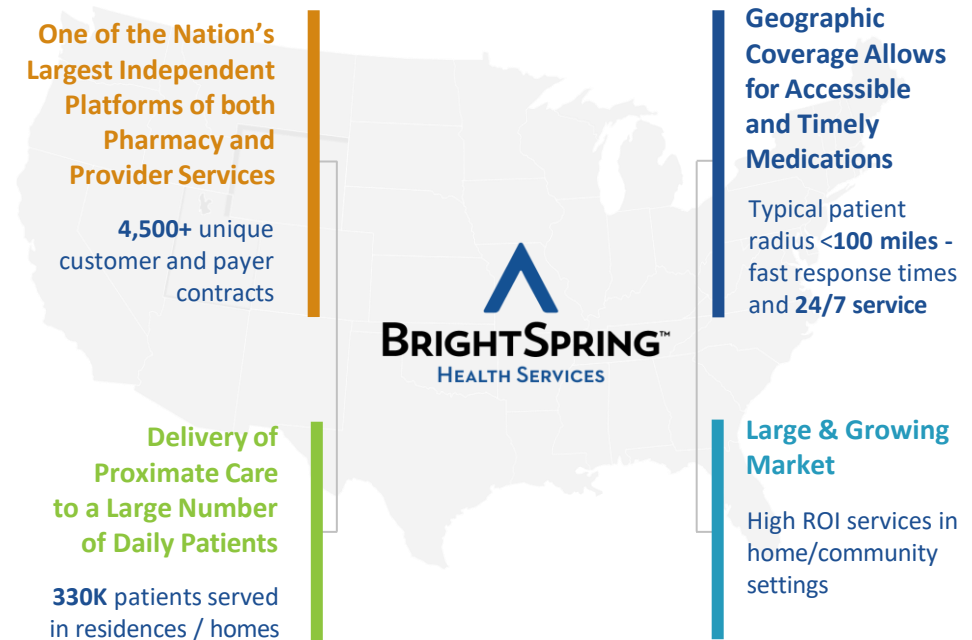 One of the Nation's
Largest Independent
Platforms of both
Pharmacy and
Provider Services
4,500+ unique
customer and payer
contracts
Geographic
Coverage Allows
for Accessible
and Timely
Medications
Typical patient
radius <100 miles -
fast response times
and 24/7 service
BRIGHTSPRING™
HEALTH SERVICES
Delivery of
Proximate Care
to a Large Number
of Daily Patients
330K patients served
in residences / homes
Large & Growing
Market
High ROI services in
home/community
settings